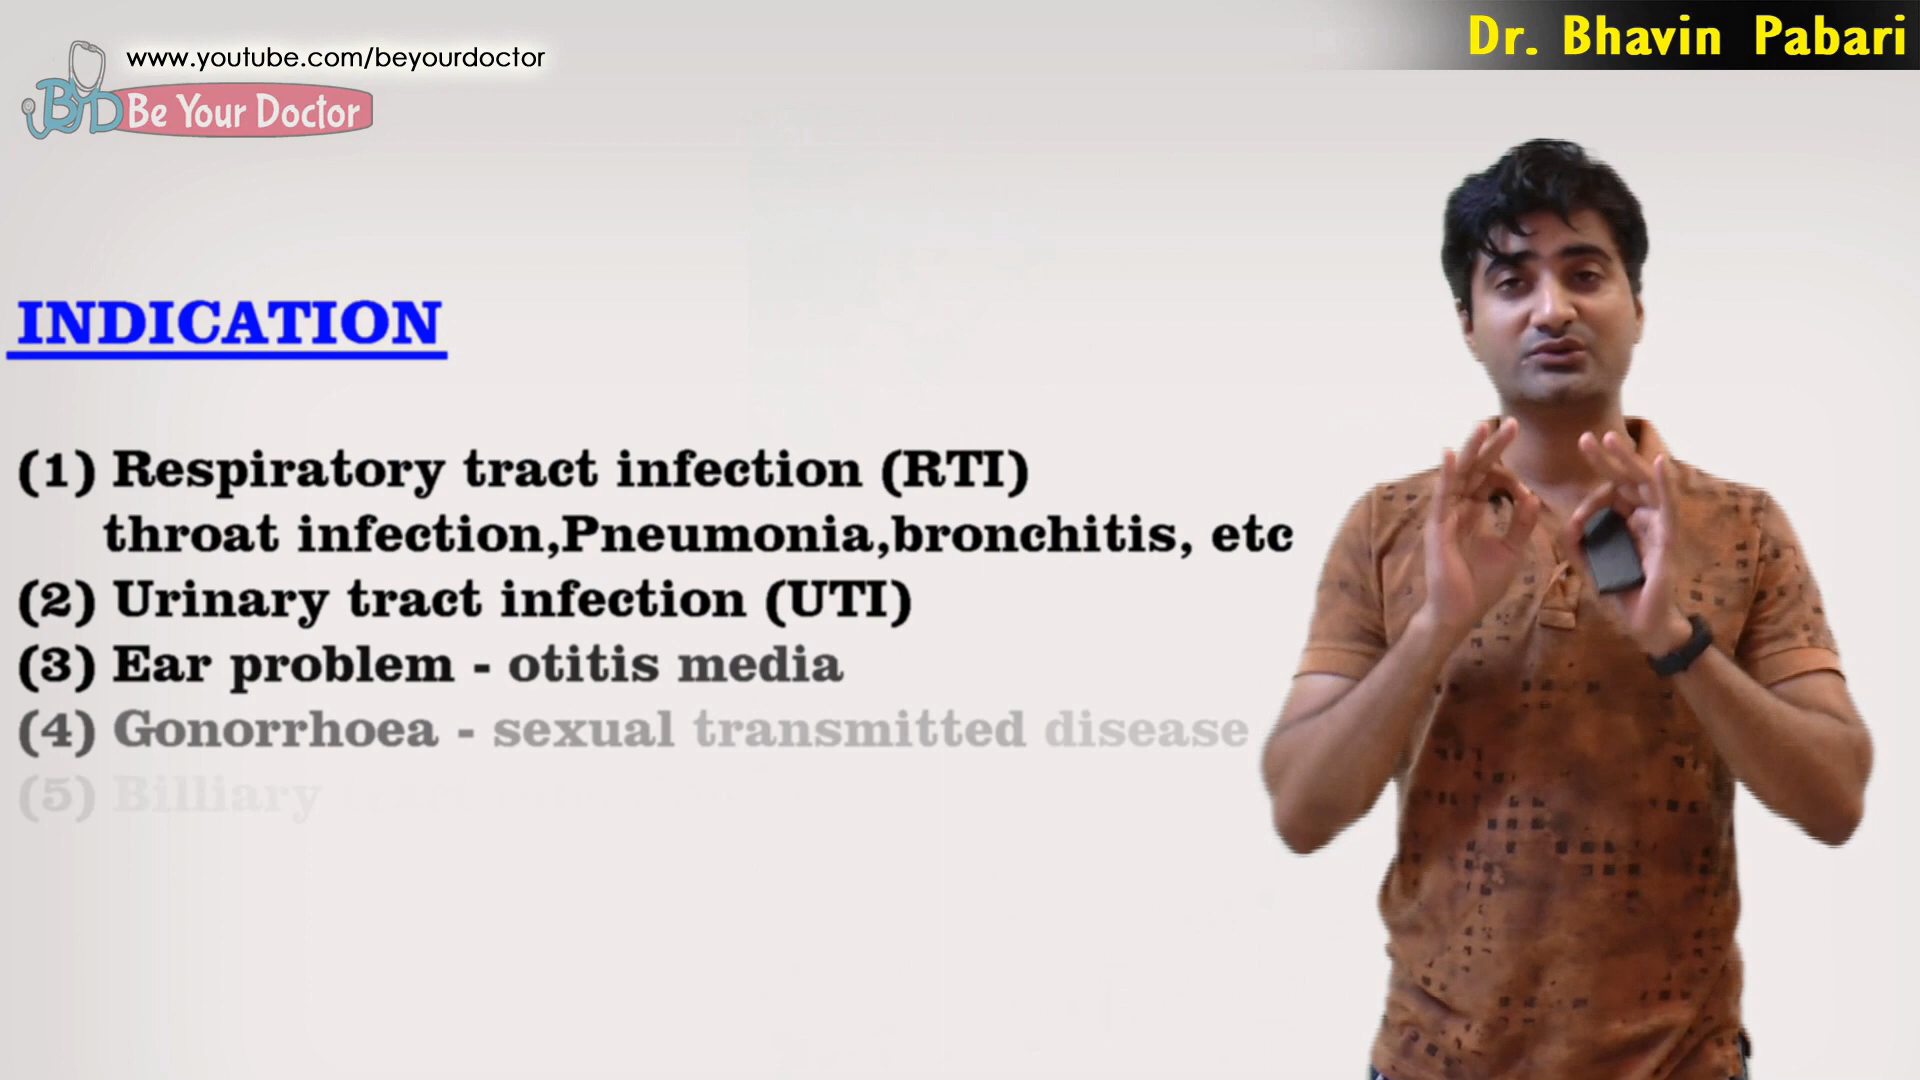 www.youtube.com/beyourdoctor
Dr. Bhavin Pabari
BYD Be Your Doctor
INDICATION
(1) Respiratory tract infection (RTI)
throat infection,Pneumonia,bronchitis, etc
(2) Urinary tract infection (UTI)
(3) Ear problem - otitis media
(4) Gonorrhoea - sexual transmitted disease
(5) Billiary